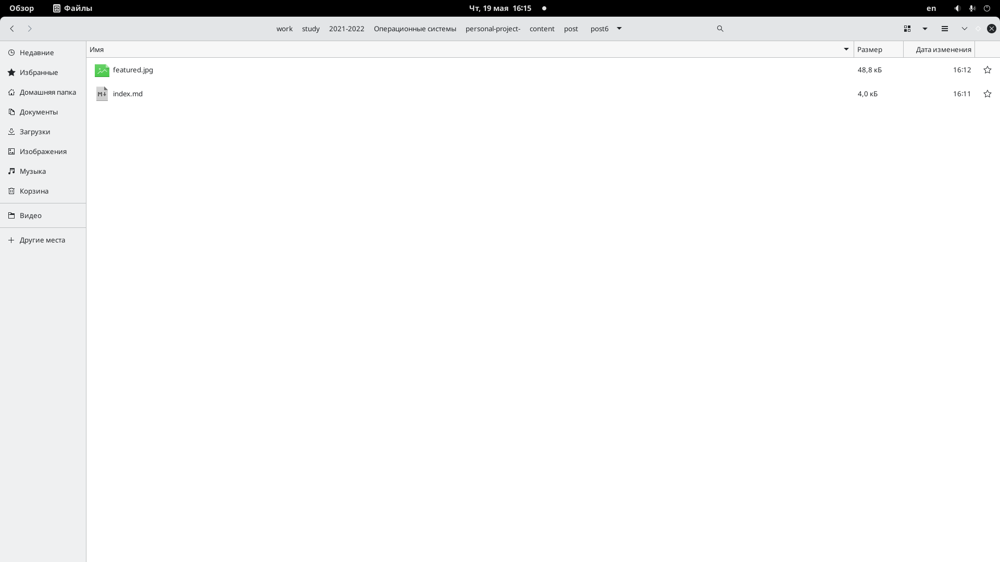 Обзор Файлы Чт, 19 мая 16:15 en
work study 2021-2022 Операционные системы personal-project- content post post6
Недавние
Избранные
Домашняя папка
Документы
Загрузки
Изображения
Музыка
Корзина
Видео
Другие места
Имя Размер Дата изменения
featured.jpg 48,8 кБ 16:12
index.md 4,0 кБ 16:11